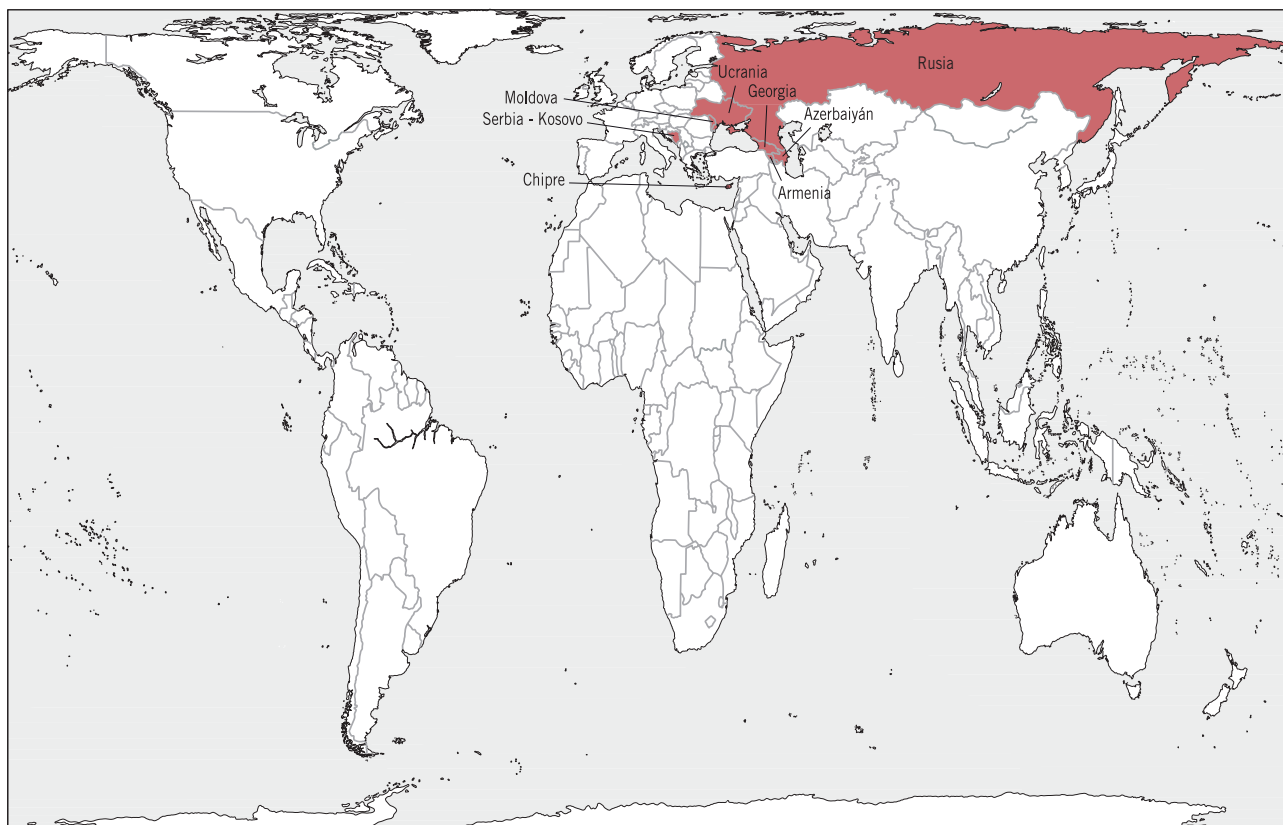 Rusia
Ucrania
Georgia
Moldova
Azerbaiyán
Serbia - Kosovo
Chipre
Armenia